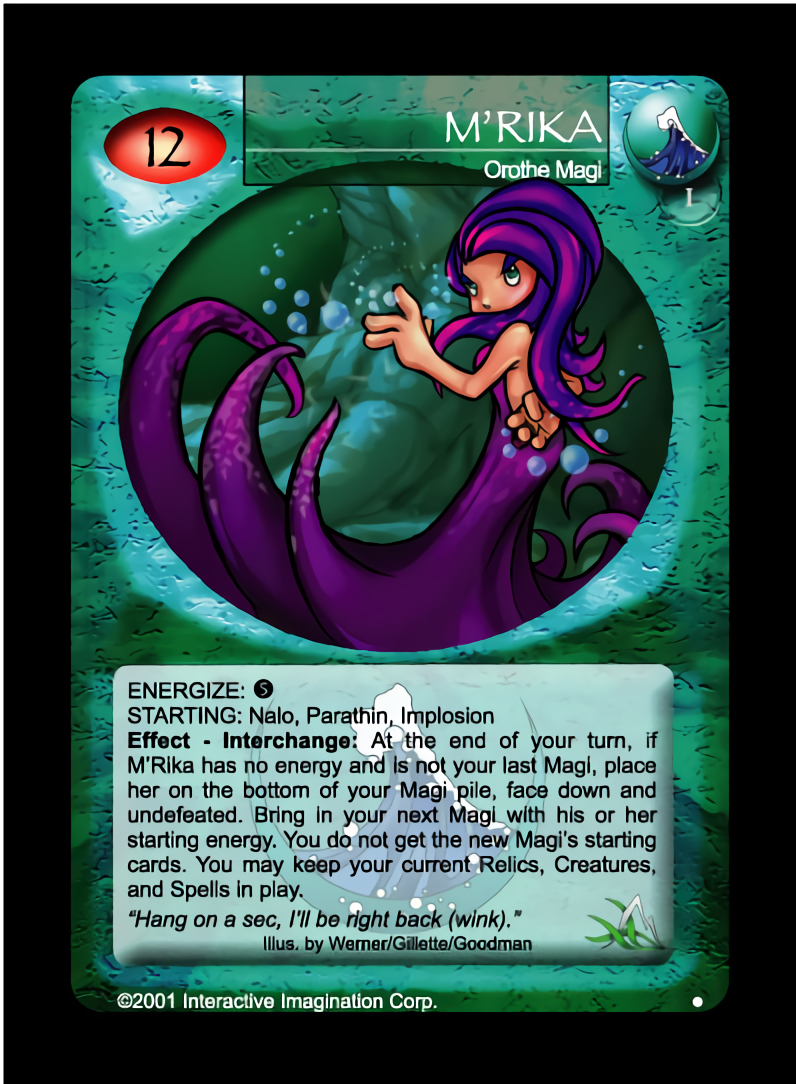 12
M'RIKA
Orothe Magi
I
ENERGIZE: 5
STARTING: Nalo, Parathin, Implosion
Effect - Interchange: At the end of your turn, if
M'Rika has no energy and is not your last Magi, place
her on the bottom of your Magi pile, face down and
undefeated. Bring in your next Magi with his or her
starting energy. You do not get the new Magi's starting
cards. You may keep your current Relics, Creatures,
and Spells in play.
"Hang on a sec, I'll be right back (wink)."
Illus. by Werner/Gillette/Goodman
©2001 Interactive Imagination Corp.